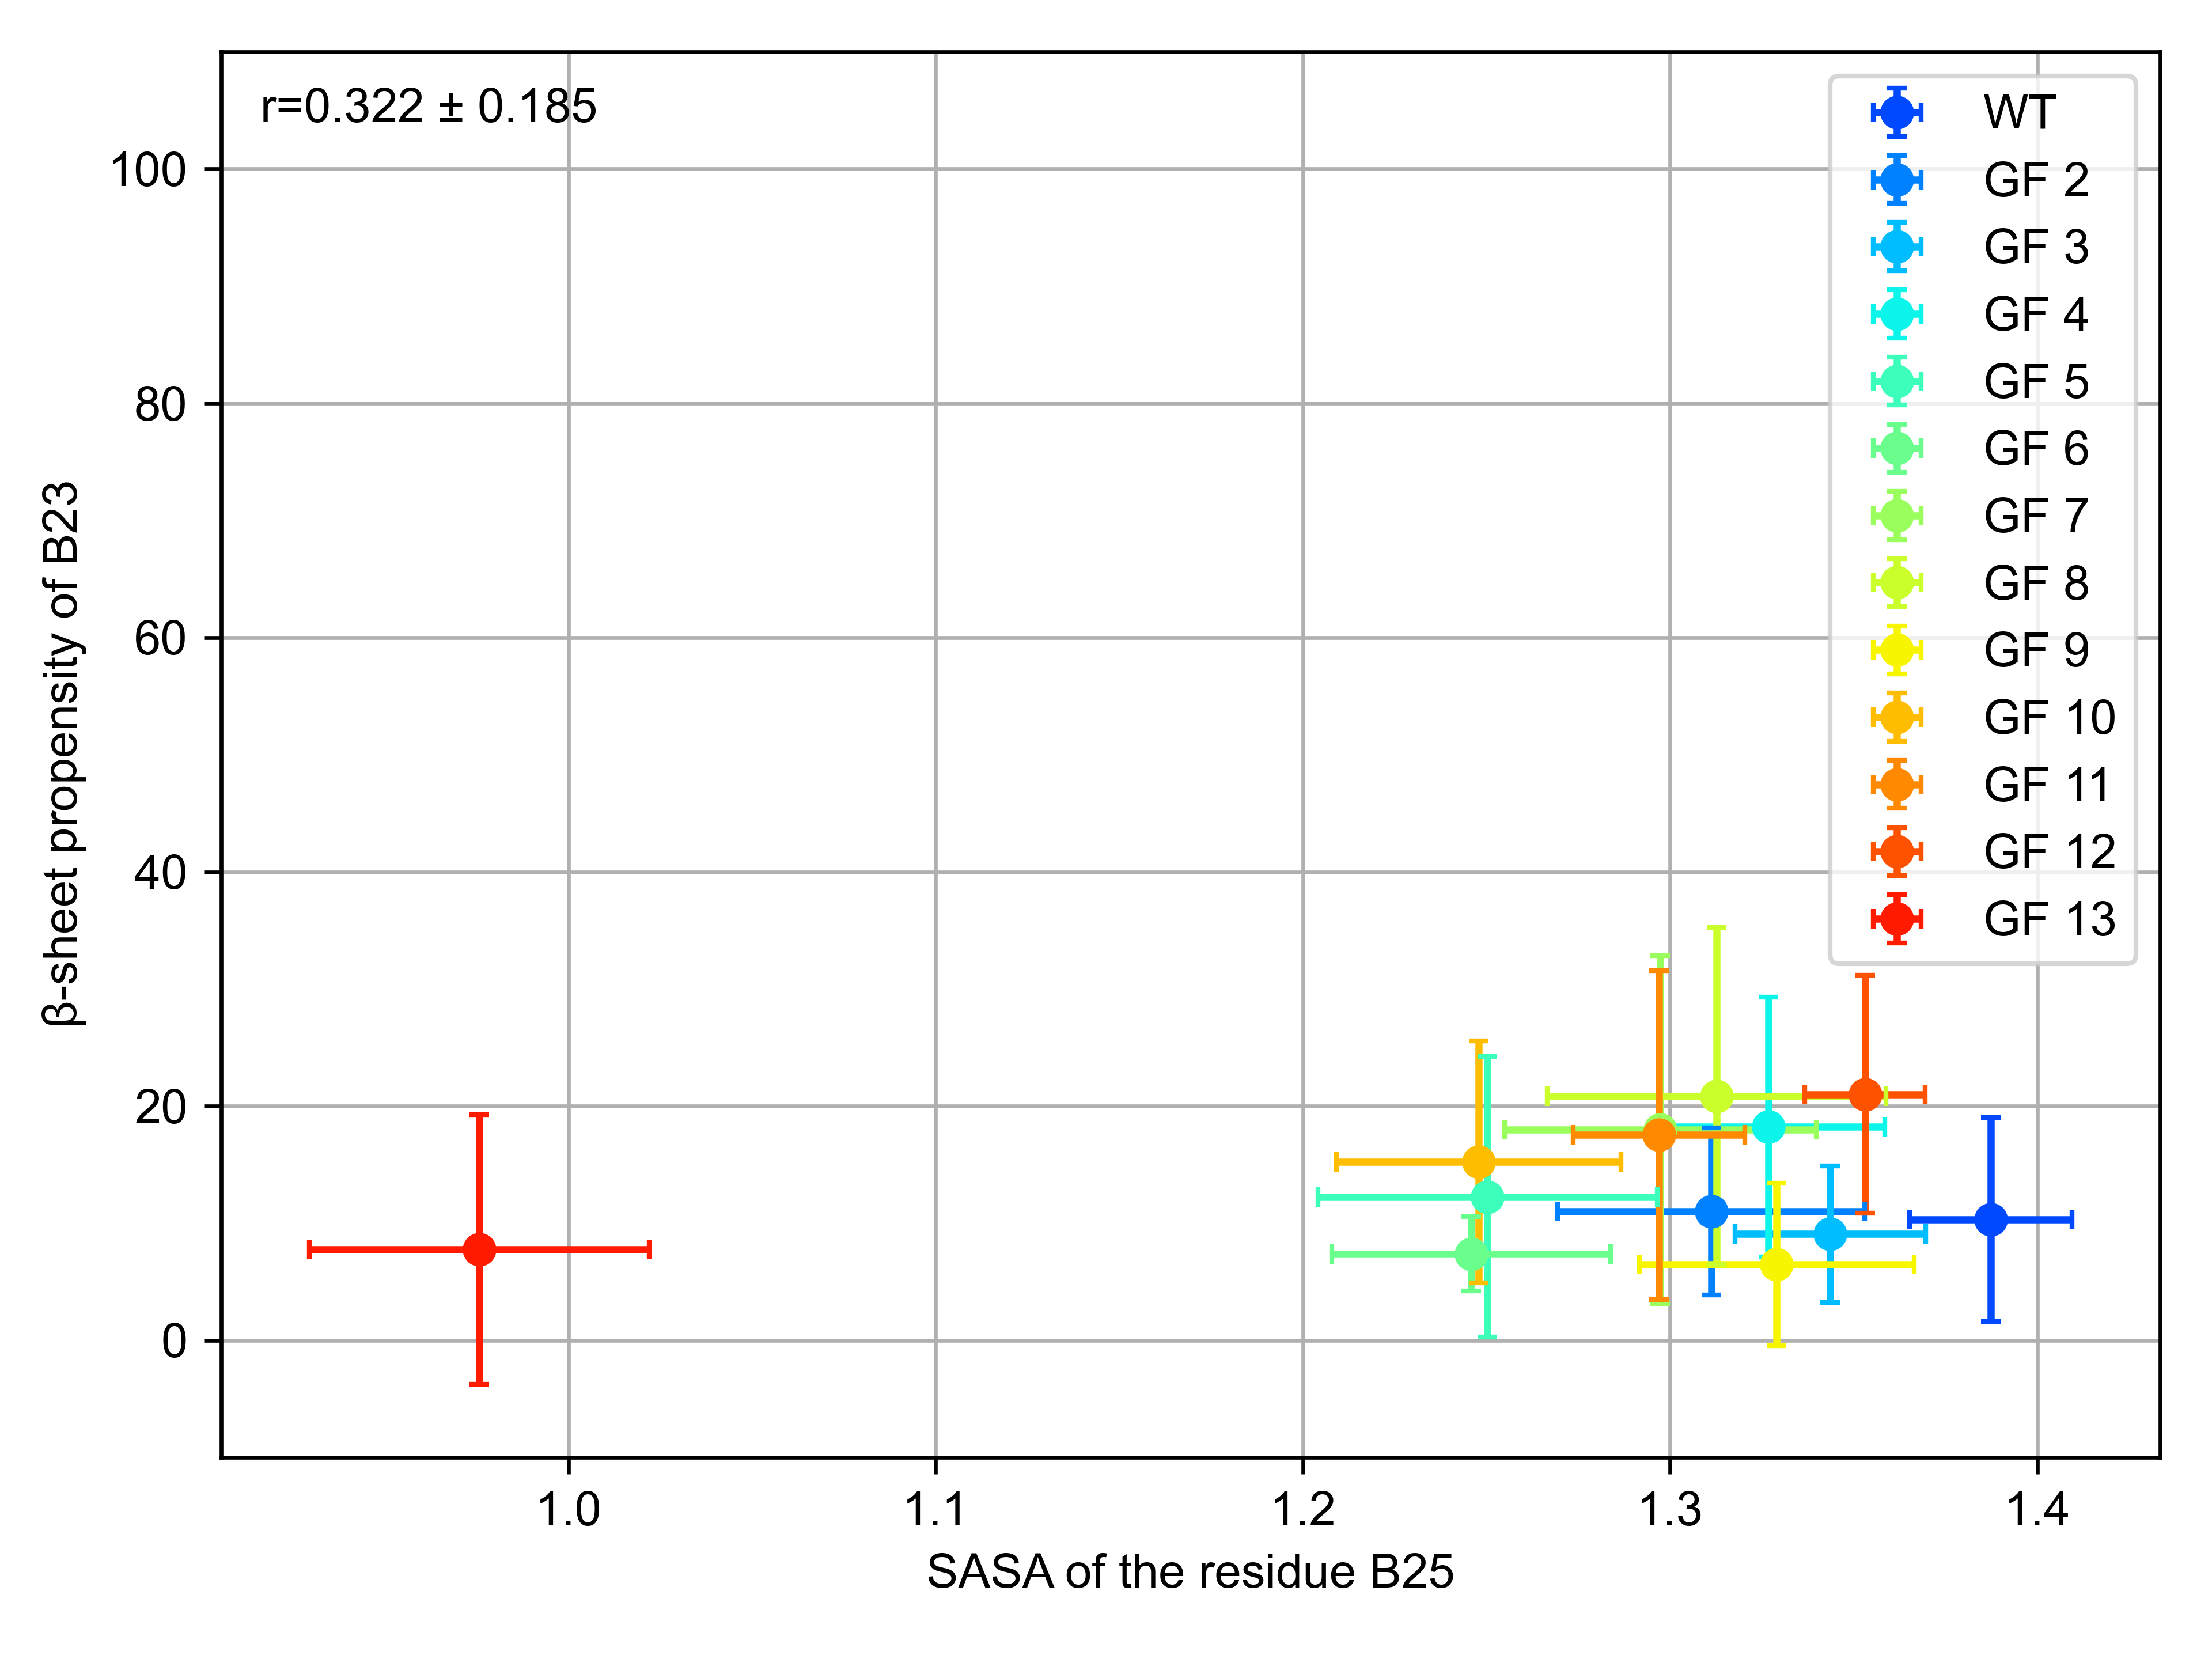 r=0.322 ± 0.185
WT
GF 2
GF 3
GF 4
GF 5
GF 6
GF 7
GF 8
GF 9
GF 10
GF 11
GF 12
GF 13
100
80
60
40
20
0
β-sheet propensity of B23
1.0
1.1
1.2
1.3
1.4
SASA of the residue B25